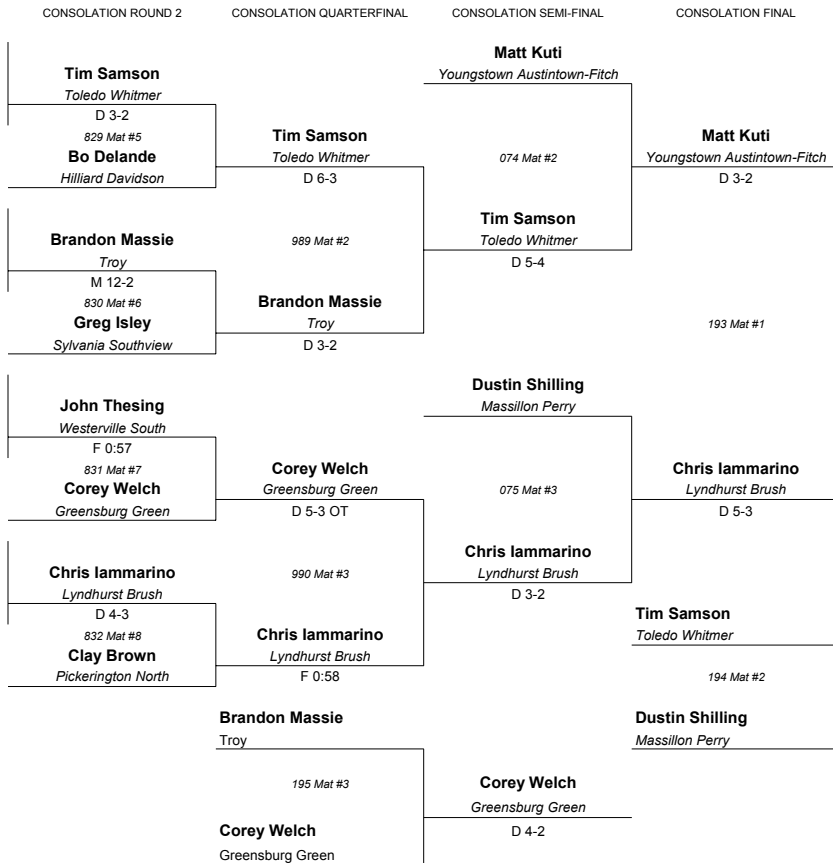 CONSOLATION ROUND 2
CONSOLATION QUARTERFINAL
CONSOLATION SEMI-FINAL
CONSOLATION FINAL
Tim Samson
Toledo Whitmer
D 3-2
829 Mat #5
Bo Delande
Hilliard Davidson
Brandon Massie
Troy
M 12-2
830 Mat #6
Greg Isley
Sylvania Southview
John Thesing
Westerville South
F 0:57
831 Mat #7
Corey Welch
Greensburg Green
Chris Iammarino
Lyndhurst Brush
D 4-3
832 Mat #8
Clay Brown
Pickerington North
Tim Samson
Toledo Whitmer
D 6-3
989 Mat #2
Brandon Massie
Troy
D 3-2
Corey Welch
Greensburg Green
D 5-3 OT
990 Mat #3
Chris Iammarino
Lyndhurst Brush
F 0:58
Brandon Massie
Troy
195 Mat #3
Corey Welch
Greensburg Green
Matt Kuti
Youngstown Austintown-Fitch
074 Mat #2
Tim Samson
Toledo Whitmer
D 5-4
Dustin Shilling
Massillon Perry
075 Mat #3
Chris Iammarino
Lyndhurst Brush
D 3-2
Corey Welch
Greensburg Green
D 4-2
Matt Kuti
Youngstown Austintown-Fitch
D 3-2
193 Mat #1
Chris Iammarino
Lyndhurst Brush
D 5-3
Tim Samson
Toledo Whitmer
194 Mat #2
Dustin Shilling
Massillon Perry